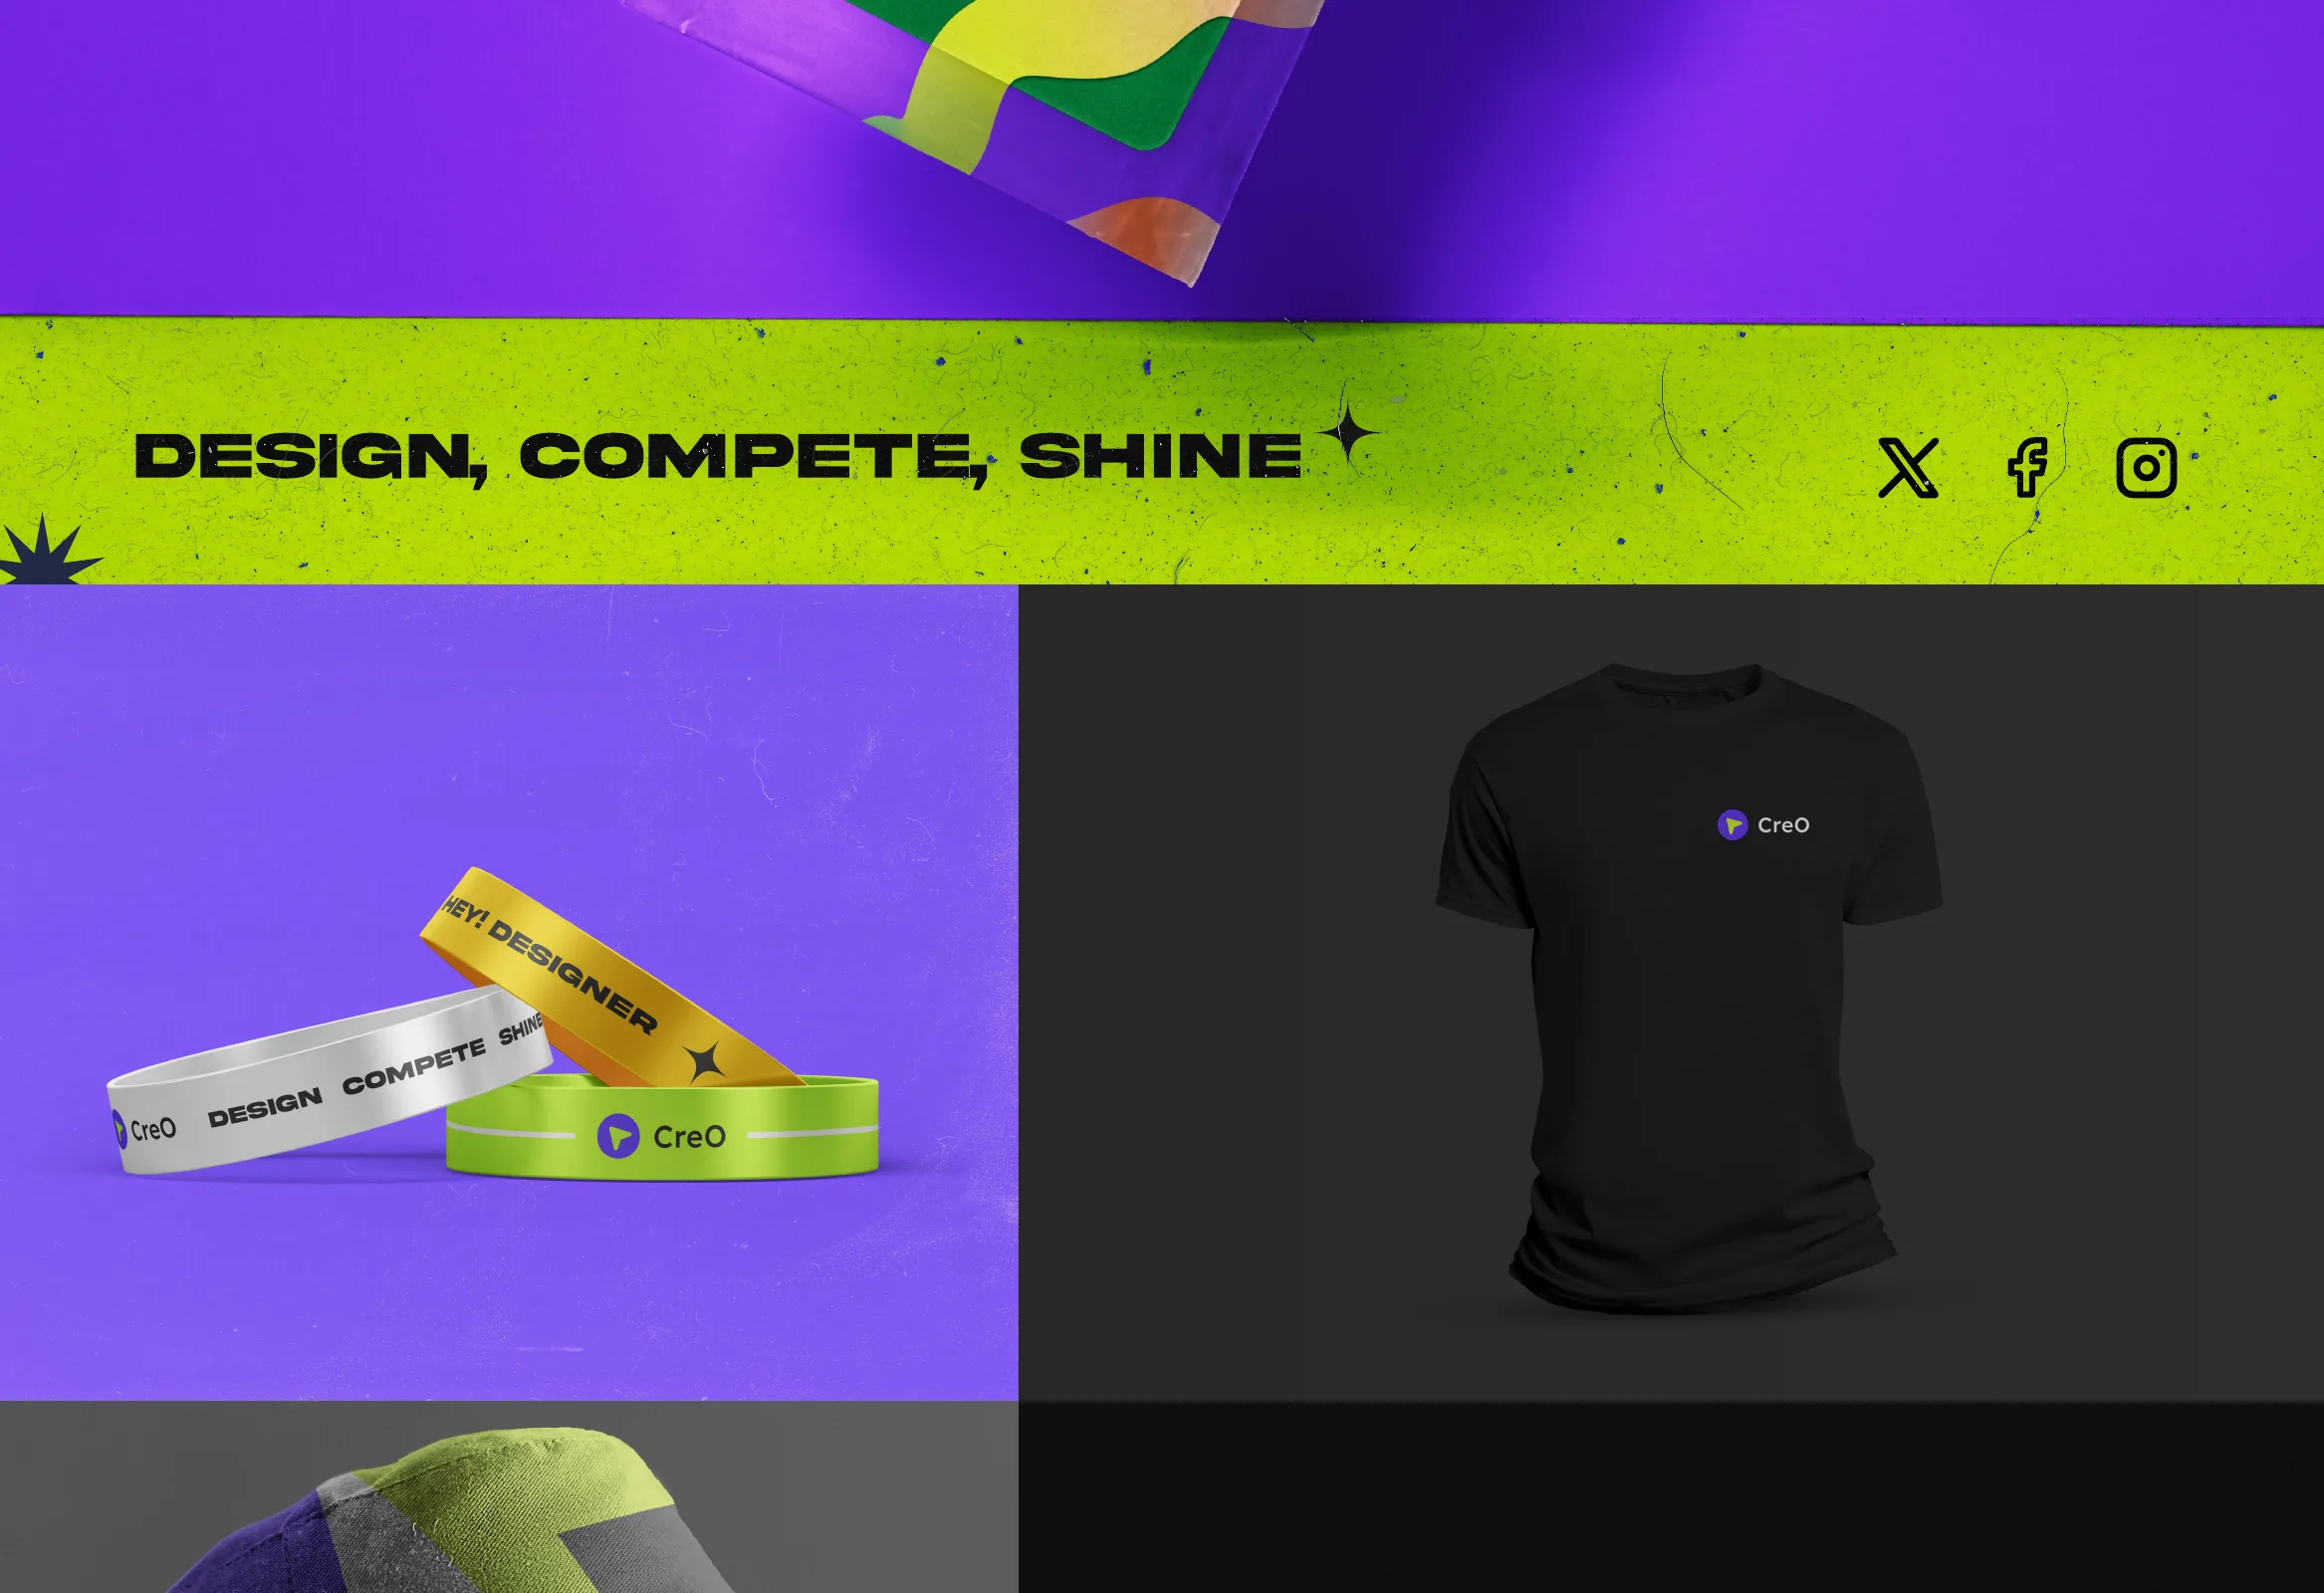 DESIGN, COMPETE, SHINE
CreO
HEY! DESIGNER
CreO DESIGN COMPETE SHINE
CreO